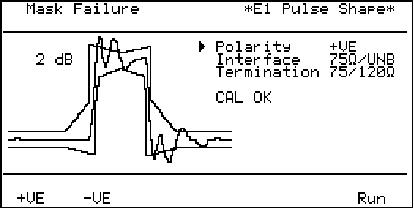 Mask Failure *E1 Pulse Shape*
2 dB
Polarity +VE
Interface 75Ω/UNB
Termination 75/120Ω
CAL OK
+VE -VE Run